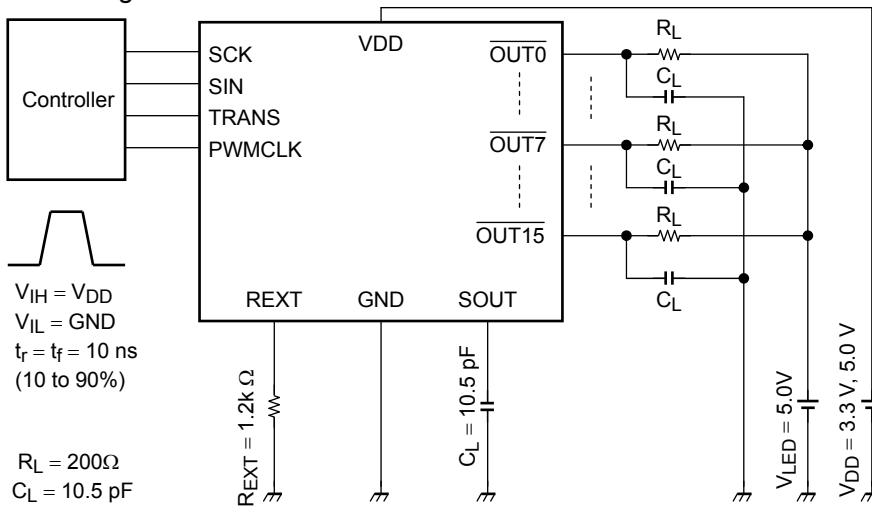 Controller
SCK
SIN
TRANS
PWMCLK
VDD
OUT0
OUT7
OUT15
REXT
GND
SOUT
RL
CL
RL
CL
RL
CL
VIH = VDD
VIL = GND
tr = tf = 10 ns
(10 to 90%)
RL = 200Ω
CL = 10.5 pF
REXT = 1.2k Ω
CL = 10.5 pF
VLED = 5.0V
VDD = 3.3 V, 5.0 V